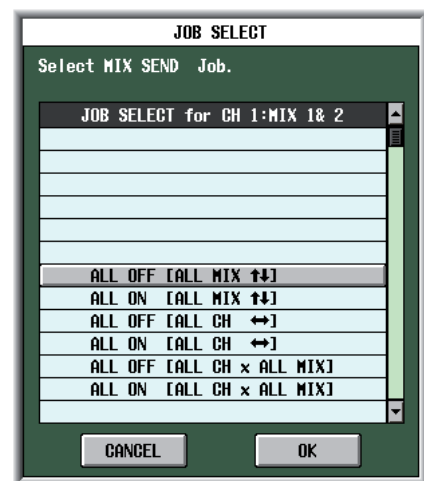 JOB SELECT
Select MIX SEND  Job.
JOB SELECT for CH 1:MIX 1& 2
ALL OFF [ALL MIX ↑↓]
ALL ON  [ALL MIX ↑↓]
ALL OFF [ALL CH  ↔]
ALL ON  [ALL CH  ↔]
ALL OFF [ALL CH x ALL MIX]
ALL ON  [ALL CH x ALL MIX]
CANCEL OK